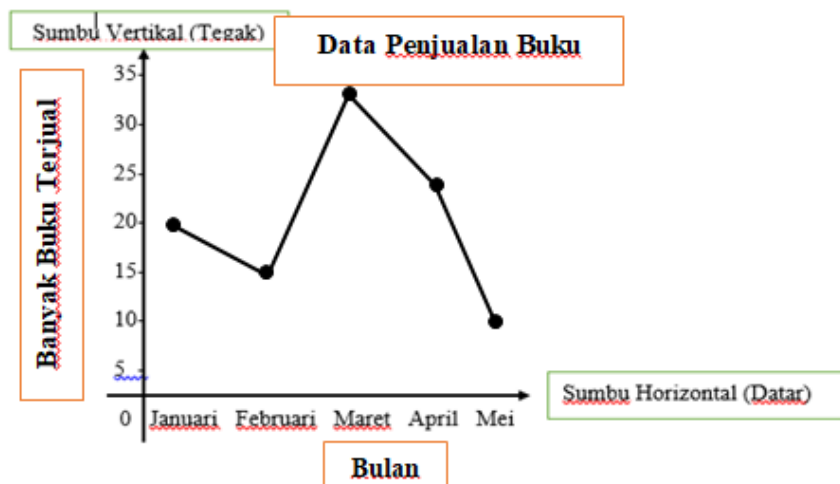 Sumbu Vertikal (Tegak)
Data Penjualan Buku
Banyak Buku Terjual
35
30
25
20
15
10
5
0 Januari Februari Maret April Mei
Sumbu Horizontal (Datar)
Bulan